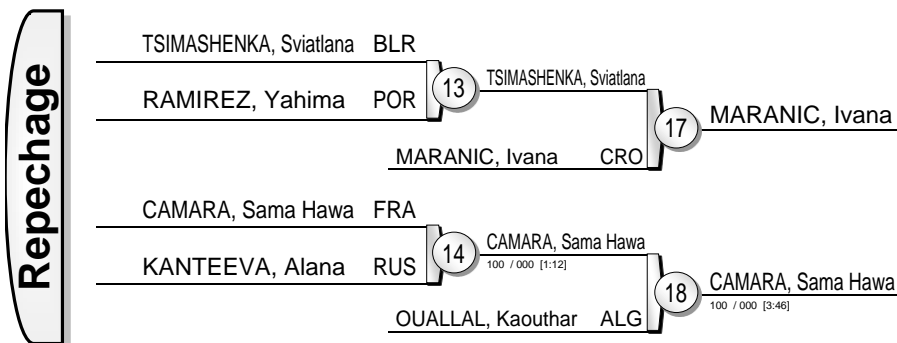 Repechage
TSIMASHENKA, Sviatlana BLR
RAMIREZ, Yahima POR
13
TSIMASHENKA, Sviatlana
MARANIC, Ivana CRO
17
MARANIC, Ivana
CAMARA, Sama Hawa FRA
KANTEEVA, Alana RUS
14
CAMARA, Sama Hawa
100 / 000 [1:12]
OUALLAL, Kaouthar ALG
18
CAMARA, Sama Hawa
100 / 000 [3:46]